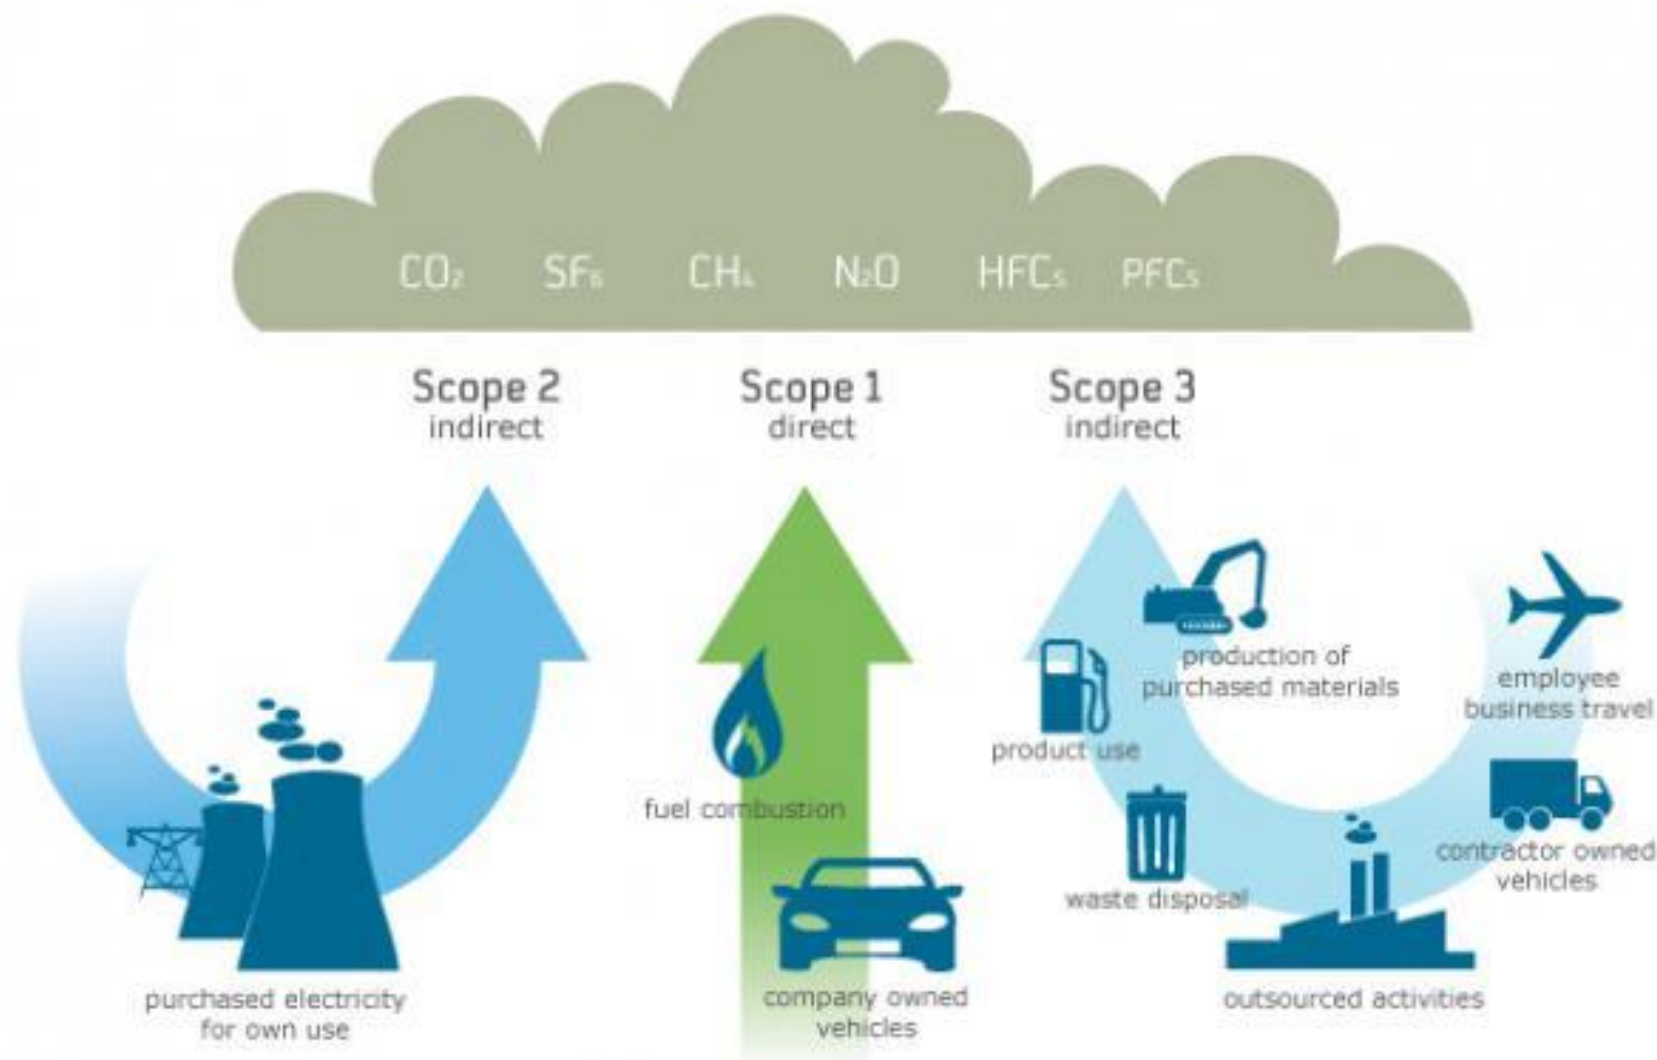 CO₂ SF₆ CH₄ N₂O HFCs PFCs
Scope 2
indirect
Scope 1
direct
Scope 3
indirect
purchased electricity
for own use
fuel combustion
company owned
vehicles
production of
purchased materials
product use
waste disposal
outsourced activities
employee
business travel
contractor owned
vehicles